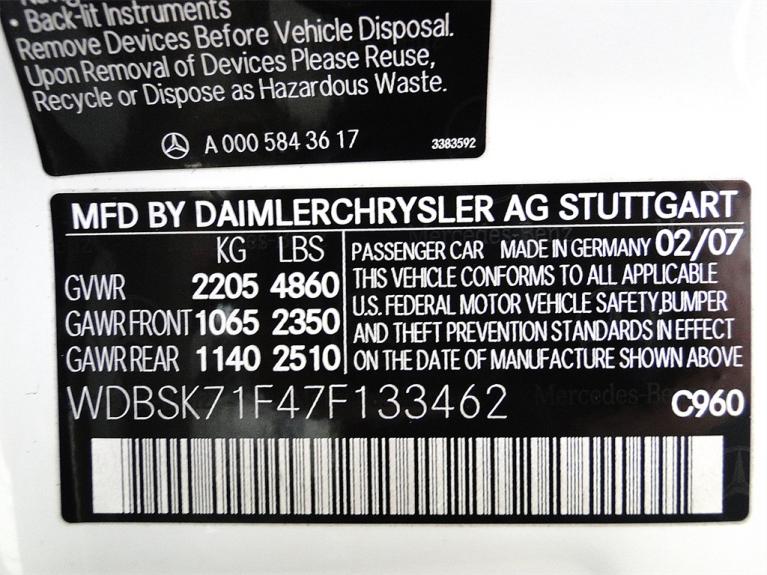 • Back-lit Instruments
Remove Devices Before Vehicle Disposal.
Upon Removal of Devices Please Reuse,
Recycle or Dispose as Hazardous Waste.
A 000 584 36 17 3383592
MFD BY DAIMLERCHRYSLER AG STUTTGART
KG LBS
GVWR 2205 4860
GAWR FRONT 1065 2350
GAWR REAR 1140 2510
PASSENGER CAR MADE IN GERMANY 02/07
THIS VEHICLE CONFORMS TO ALL APPLICABLE
U.S. FEDERAL MOTOR VEHICLE SAFETY,BUMPER
AND THEFT PREVENTION STANDARDS IN EFFECT
ON THE DATE OF MANUFACTURE SHOWN ABOVE
WDBSK71F47F133462 C960